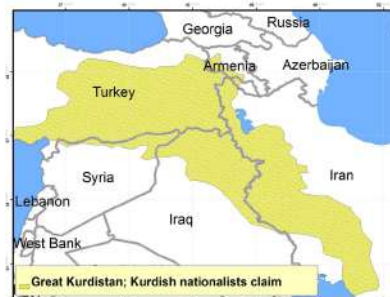 Russia
Georgia
Armenia
Azerbaijan
Turkey
Syria
Iran
Lebanon
Iraq
West Bank
Great Kurdistan; Kurdish nationalists claim